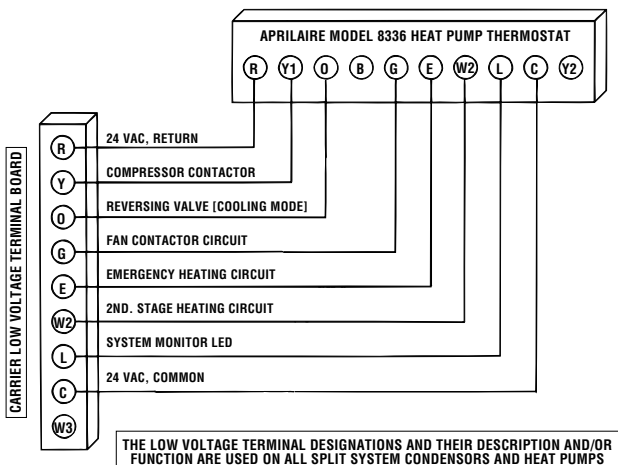 APRILAIRE MODEL 8336 HEAT PUMP THERMOSTAT
R Y1 O B G E W2 L C Y2
CARRIER LOW VOLTAGE TERMINAL BOARD
R 24 VAC, RETURN
Y COMPRESSOR CONTACTOR
O REVERSING VALVE [COOLING MODE]
G FAN CONTACTOR CIRCUIT
E EMERGENCY HEATING CIRCUIT
W2 2ND. STAGE HEATING CIRCUIT
L SYSTEM MONITOR LED
C 24 VAC, COMMON
W3
THE LOW VOLTAGE TERMINAL DESIGNATIONS AND THEIR DESCRIPTION AND/OR
FUNCTION ARE USED ON ALL SPLIT SYSTEM CONDENSORS AND HEAT PUMPS